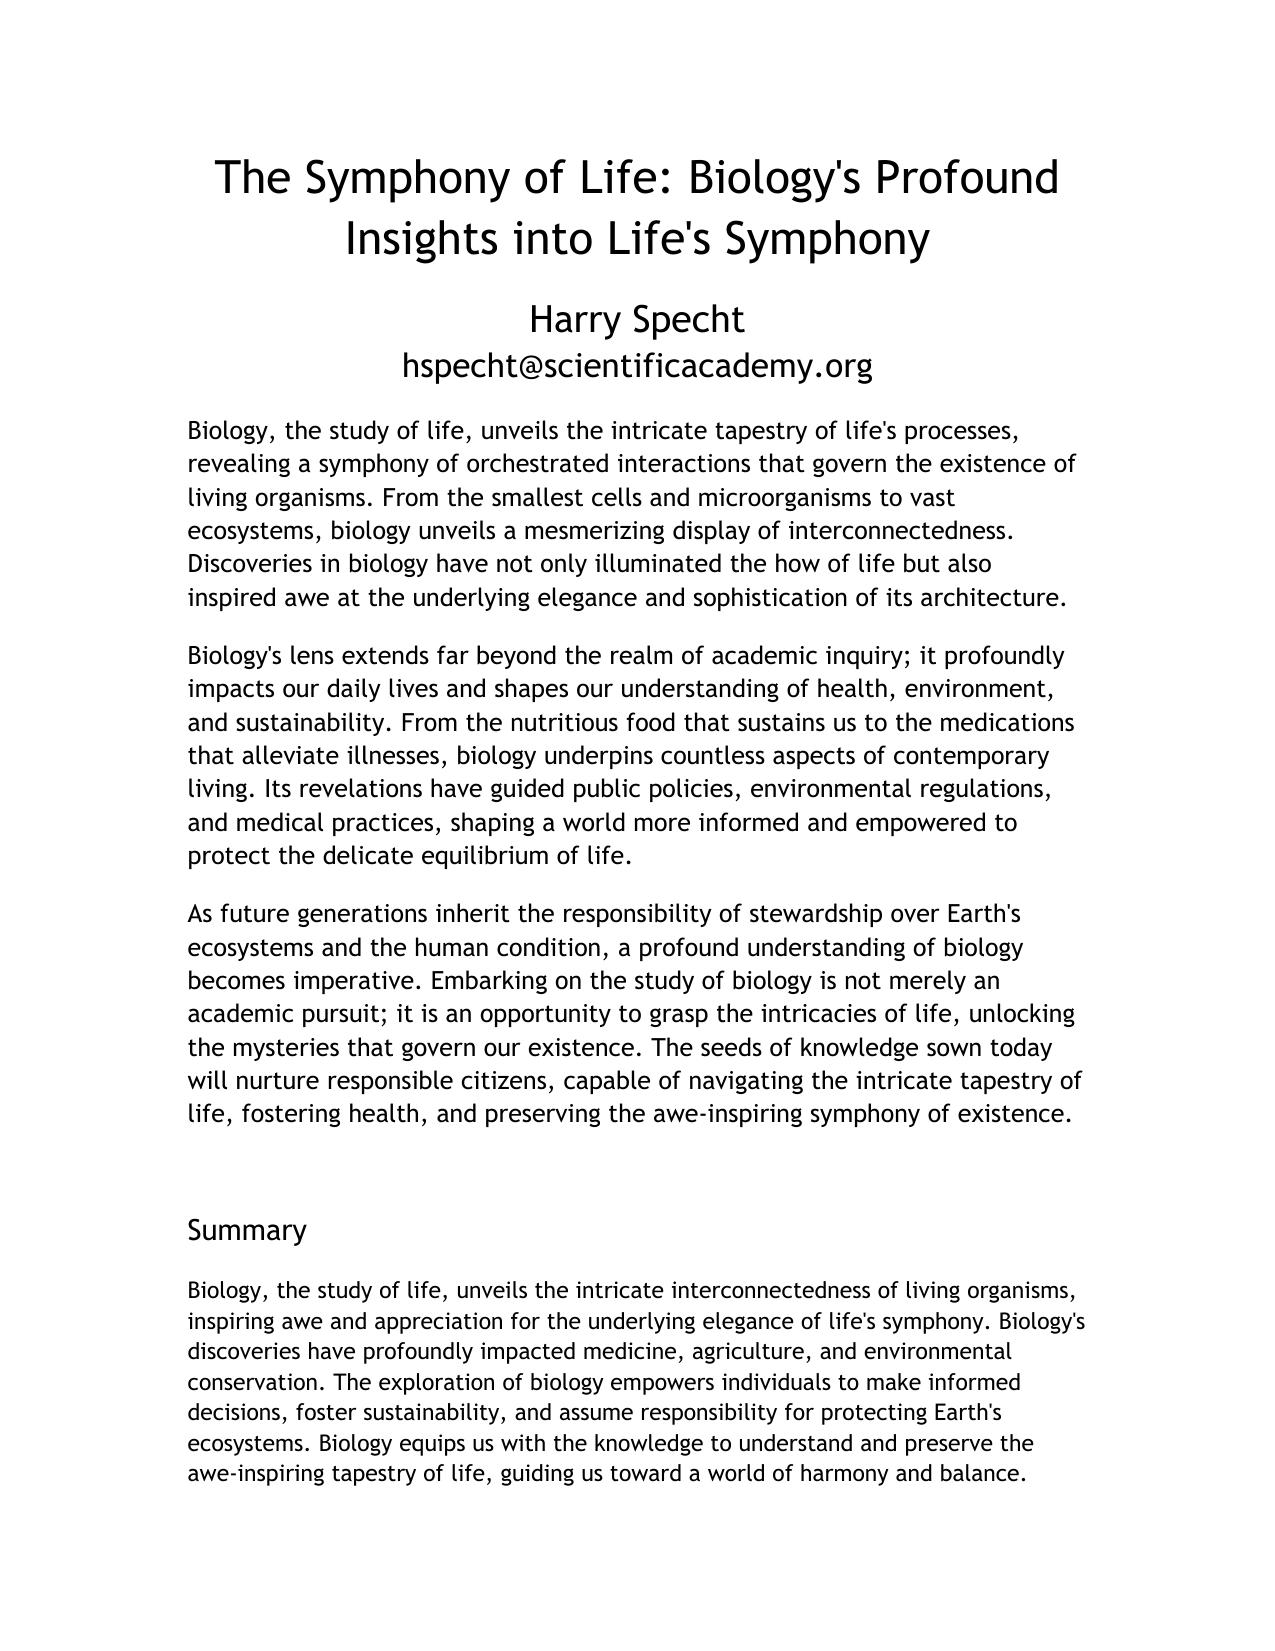 The Symphony of Life: Biology's Profound
Insights into Life's Symphony
Harry Specht
hspecht@scientificacademy.org
Biology, the study of life, unveils the intricate tapestry of life's processes,
revealing a symphony of orchestrated interactions that govern the existence of
living organisms. From the smallest cells and microorganisms to vast
ecosystems, biology unveils a mesmerizing display of interconnectedness.
Discoveries in biology have not only illuminated the how of life but also
inspired awe at the underlying elegance and sophistication of its architecture.
Biology's lens extends far beyond the realm of academic inquiry; it profoundly
impacts our daily lives and shapes our understanding of health, environment,
and sustainability. From the nutritious food that sustains us to the medications
that alleviate illnesses, biology underpins countless aspects of contemporary
living. Its revelations have guided public policies, environmental regulations,
and medical practices, shaping a world more informed and empowered to
protect the delicate equilibrium of life.
As future generations inherit the responsibility of stewardship over Earth's
ecosystems and the human condition, a profound understanding of biology
becomes imperative. Embarking on the study of biology is not merely an
academic pursuit; it is an opportunity to grasp the intricacies of life, unlocking
the mysteries that govern our existence. The seeds of knowledge sown today
will nurture responsible citizens, capable of navigating the intricate tapestry of
life, fostering health, and preserving the awe-inspiring symphony of existence.
Summary
Biology, the study of life, unveils the intricate interconnectedness of living organisms,
inspiring awe and appreciation for the underlying elegance of life's symphony. Biology's
discoveries have profoundly impacted medicine, agriculture, and environmental
conservation. The exploration of biology empowers individuals to make informed
decisions, foster sustainability, and assume responsibility for protecting Earth's
ecosystems. Biology equips us with the knowledge to understand and preserve the
awe-inspiring tapestry of life, guiding us toward a world of harmony and balance.